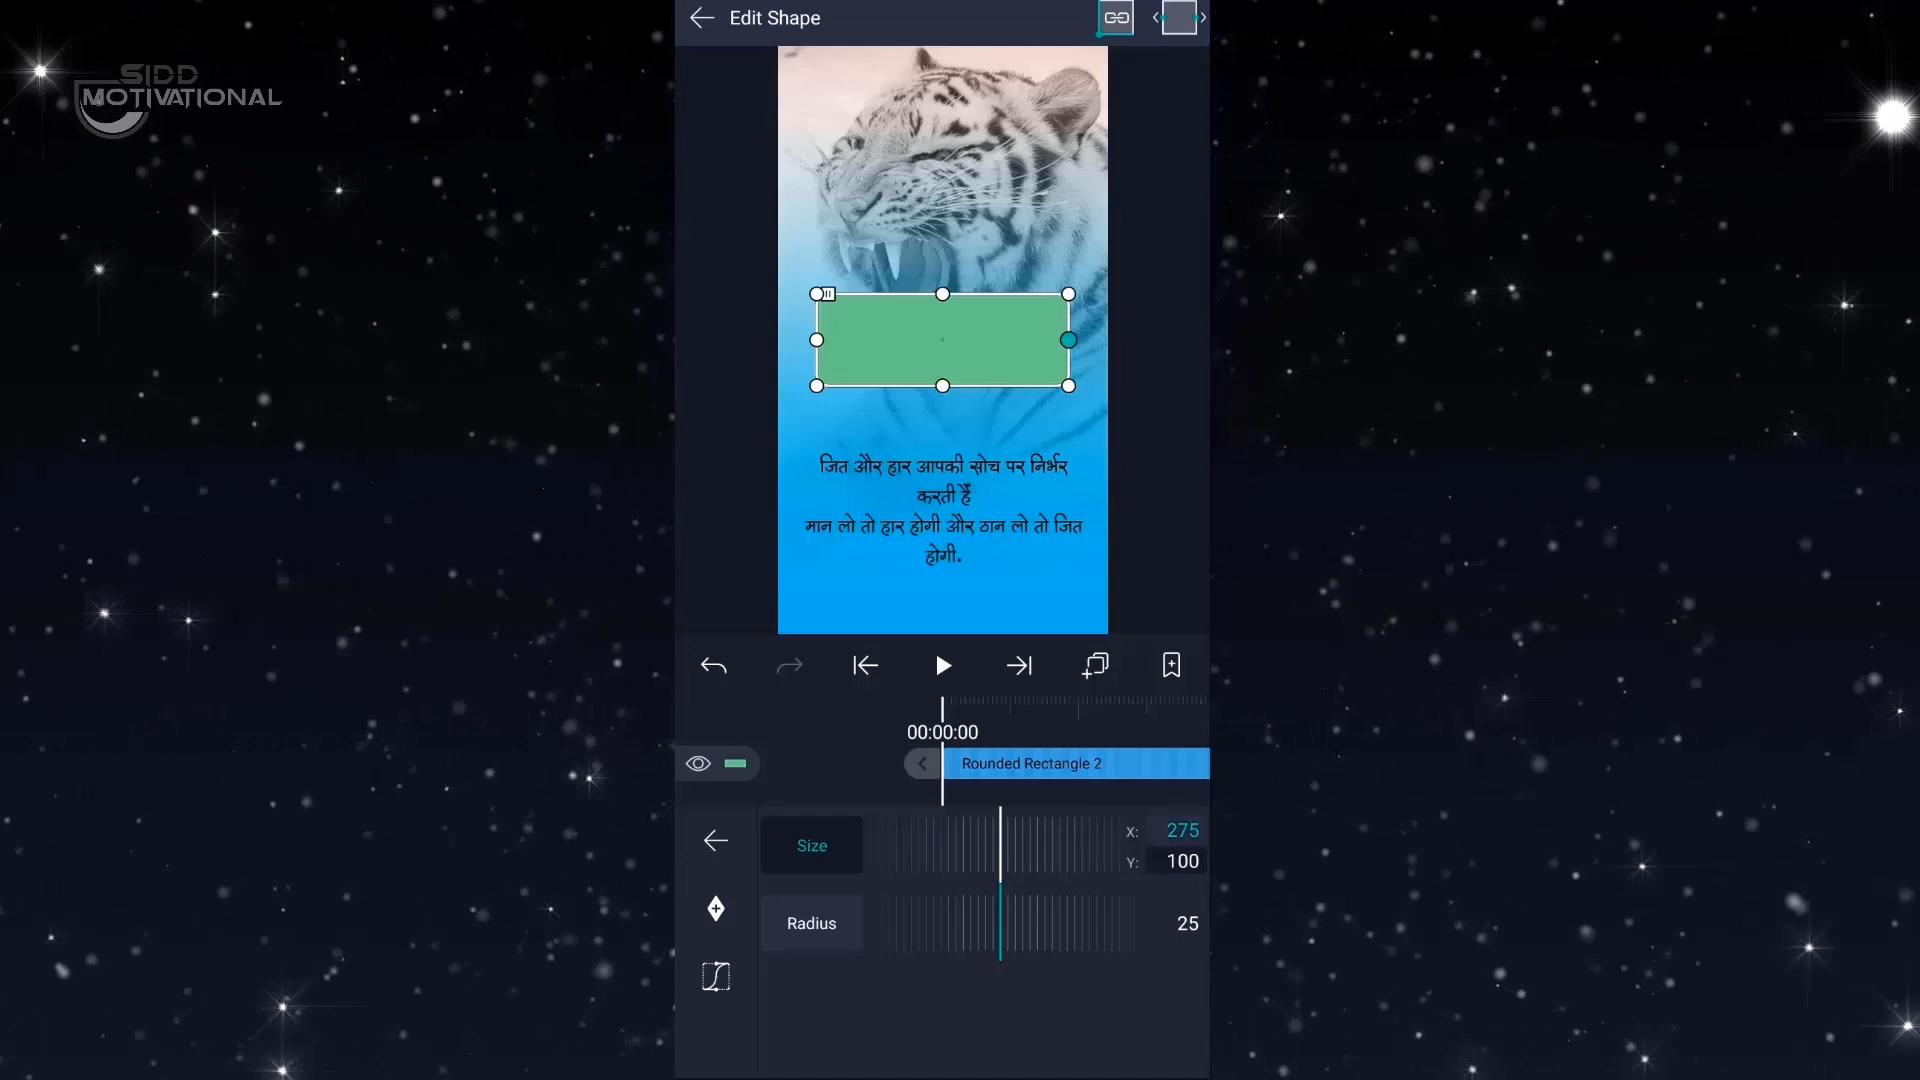 Edit Shape
SIDD
MOTIVATIONAL
जित और हार आपकी सोच पर निर्भर
करती हैं
मान लो तो हार होगी और ठान लो तो जित
होगी.
00:00:00
Rounded Rectangle 2
Size
X: 275
Y: 100
Radius
25